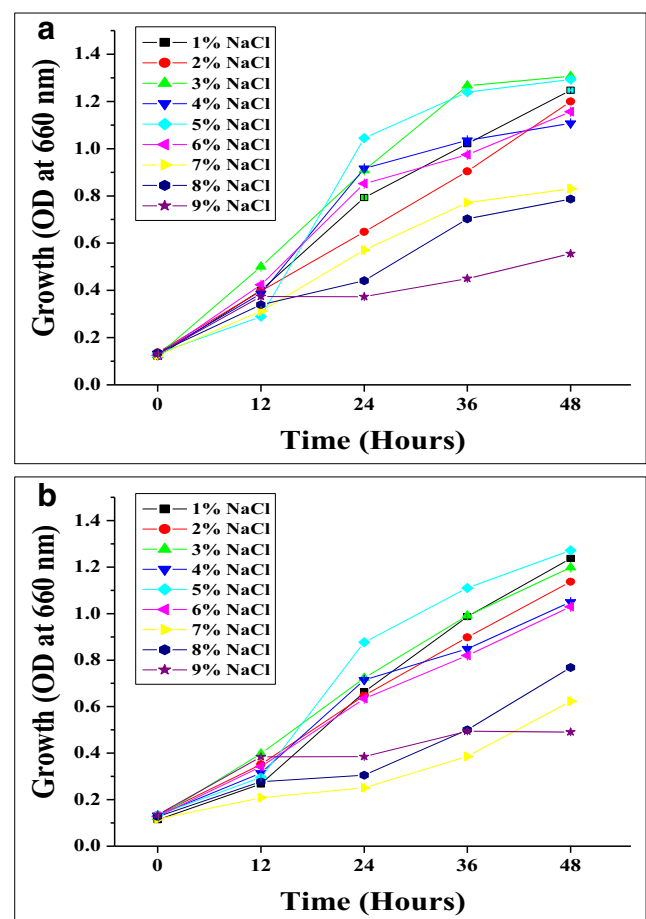 a
1% NaCl
2% NaCl
3% NaCl
4% NaCl
5% NaCl
6% NaCl
7% NaCl
8% NaCl
9% NaCl
1.4
1.2
1.0
0.8
0.6
0.4
0.2
0.0
Growth (OD at 660 nm)
0 12 24 36 48
Time (Hours)
b
1% NaCl
2% NaCl
3% NaCl
4% NaCl
5% NaCl
6% NaCl
7% NaCl
8% NaCl
9% NaCl
1.4
1.2
1.0
0.8
0.6
0.4
0.2
0.0
Growth (OD at 660 nm)
0 12 24 36 48
Time (Hours)